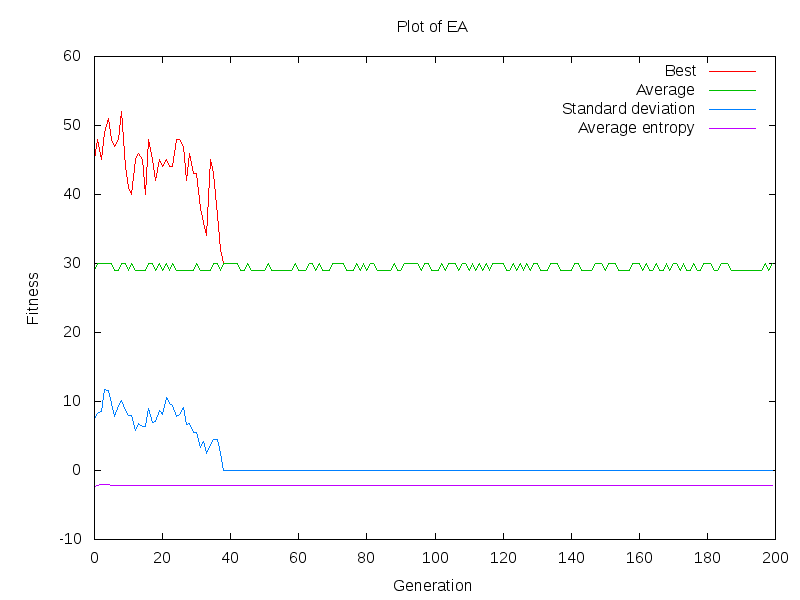 Plot of EA
Best
Average
Standard deviation
Average entropy
60
50
40
30
20
10
0
-10
Fitness
0 20 40 60 80 100 120 140 160 180 200
Generation